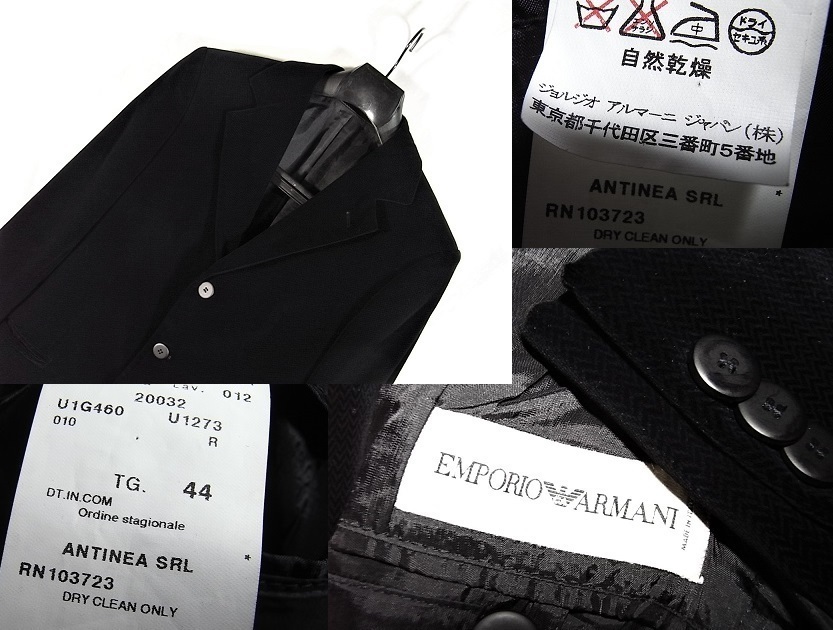 中
ドライ
セキユ系
自然乾燥
ジョルジオ アルマーニ ジャパン(株)
東京都千代田区三番町5番地
ANTINEA SRL *
RN103723
DRY CLEAN ONLY
Lav. 012
20032
U1G460 U1273
010 R
TG. 44
DT.IN.COM
Ordine stagionale
ANTINEA SRL *
RN103723
DRY CLEAN ONLY
EMPORIO ARMANI